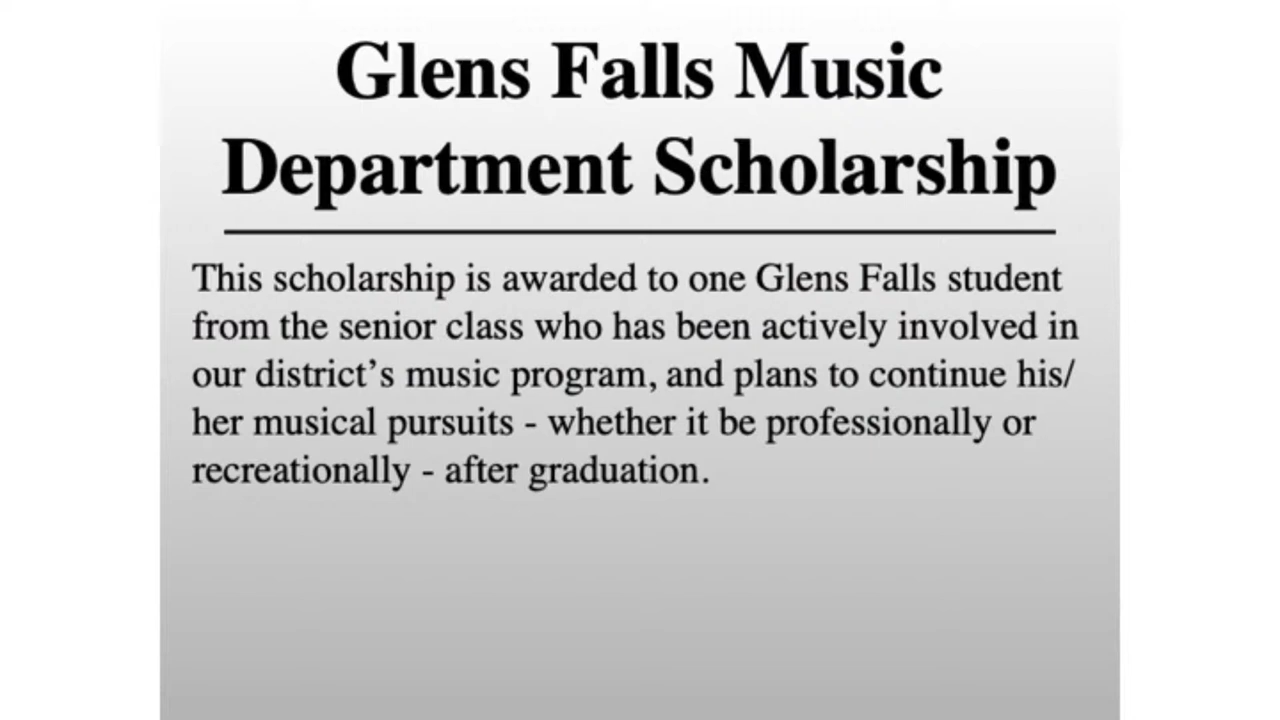 Glens Falls Music
Department Scholarship
This scholarship is awarded to one Glens Falls student
from the senior class who has been actively involved in
our district’s music program, and plans to continue his/
her musical pursuits - whether it be professionally or
recreationally - after graduation.